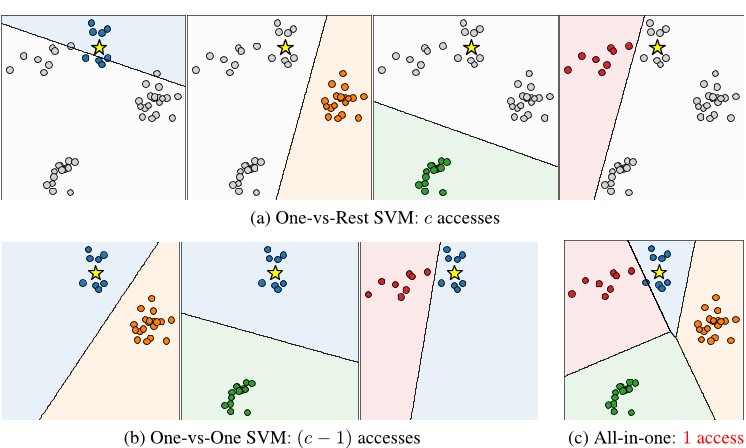 (a) One-vs-Rest SVM: c accesses
(b) One-vs-One SVM: (c − 1) accesses
(c) All-in-one: 1 access